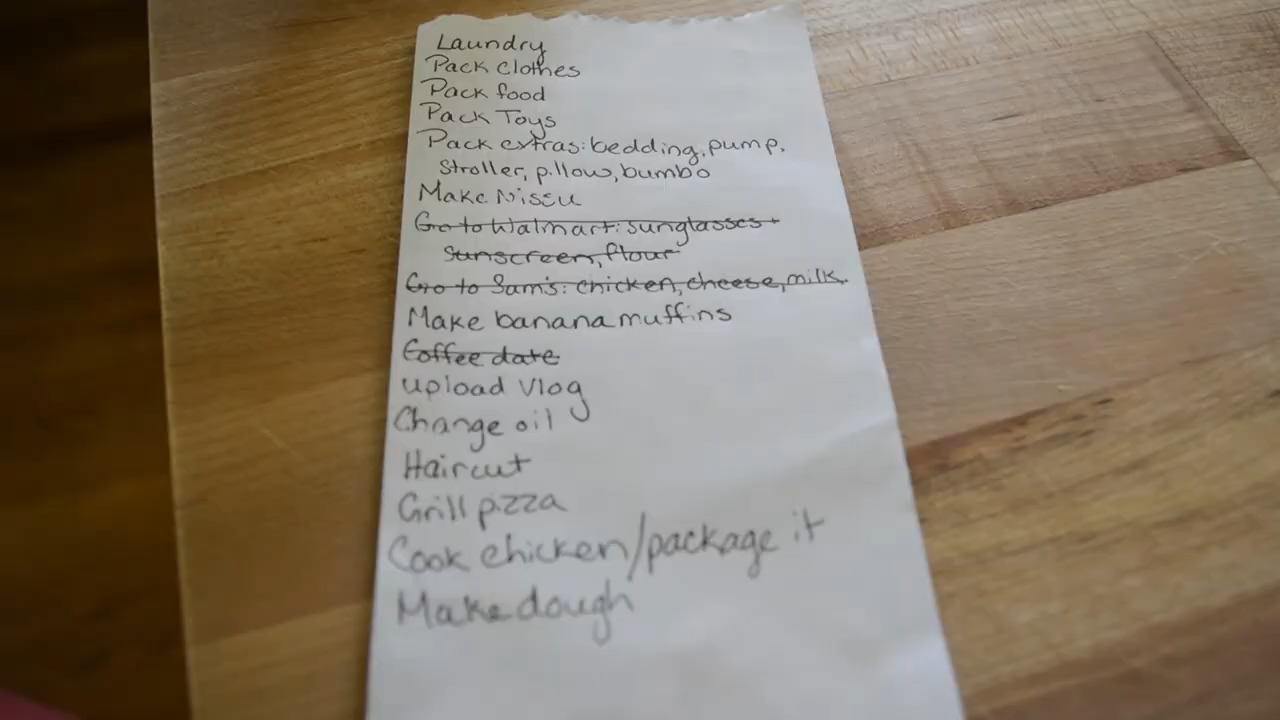 Laundry
Pack clothes
Pack food
Pack Toys
Pack extras: bedding, pump,
stroller, pillow, bumbo
Make Nissu
Go to Walmart: sunglasses +
sunscreen, flour
Go to Sam's: chicken, cheese, milk
Make banana muffins
Coffee date
upload vlog
Change oil
Haircut
Grill pizza
Cook chicken/package it
Make dough